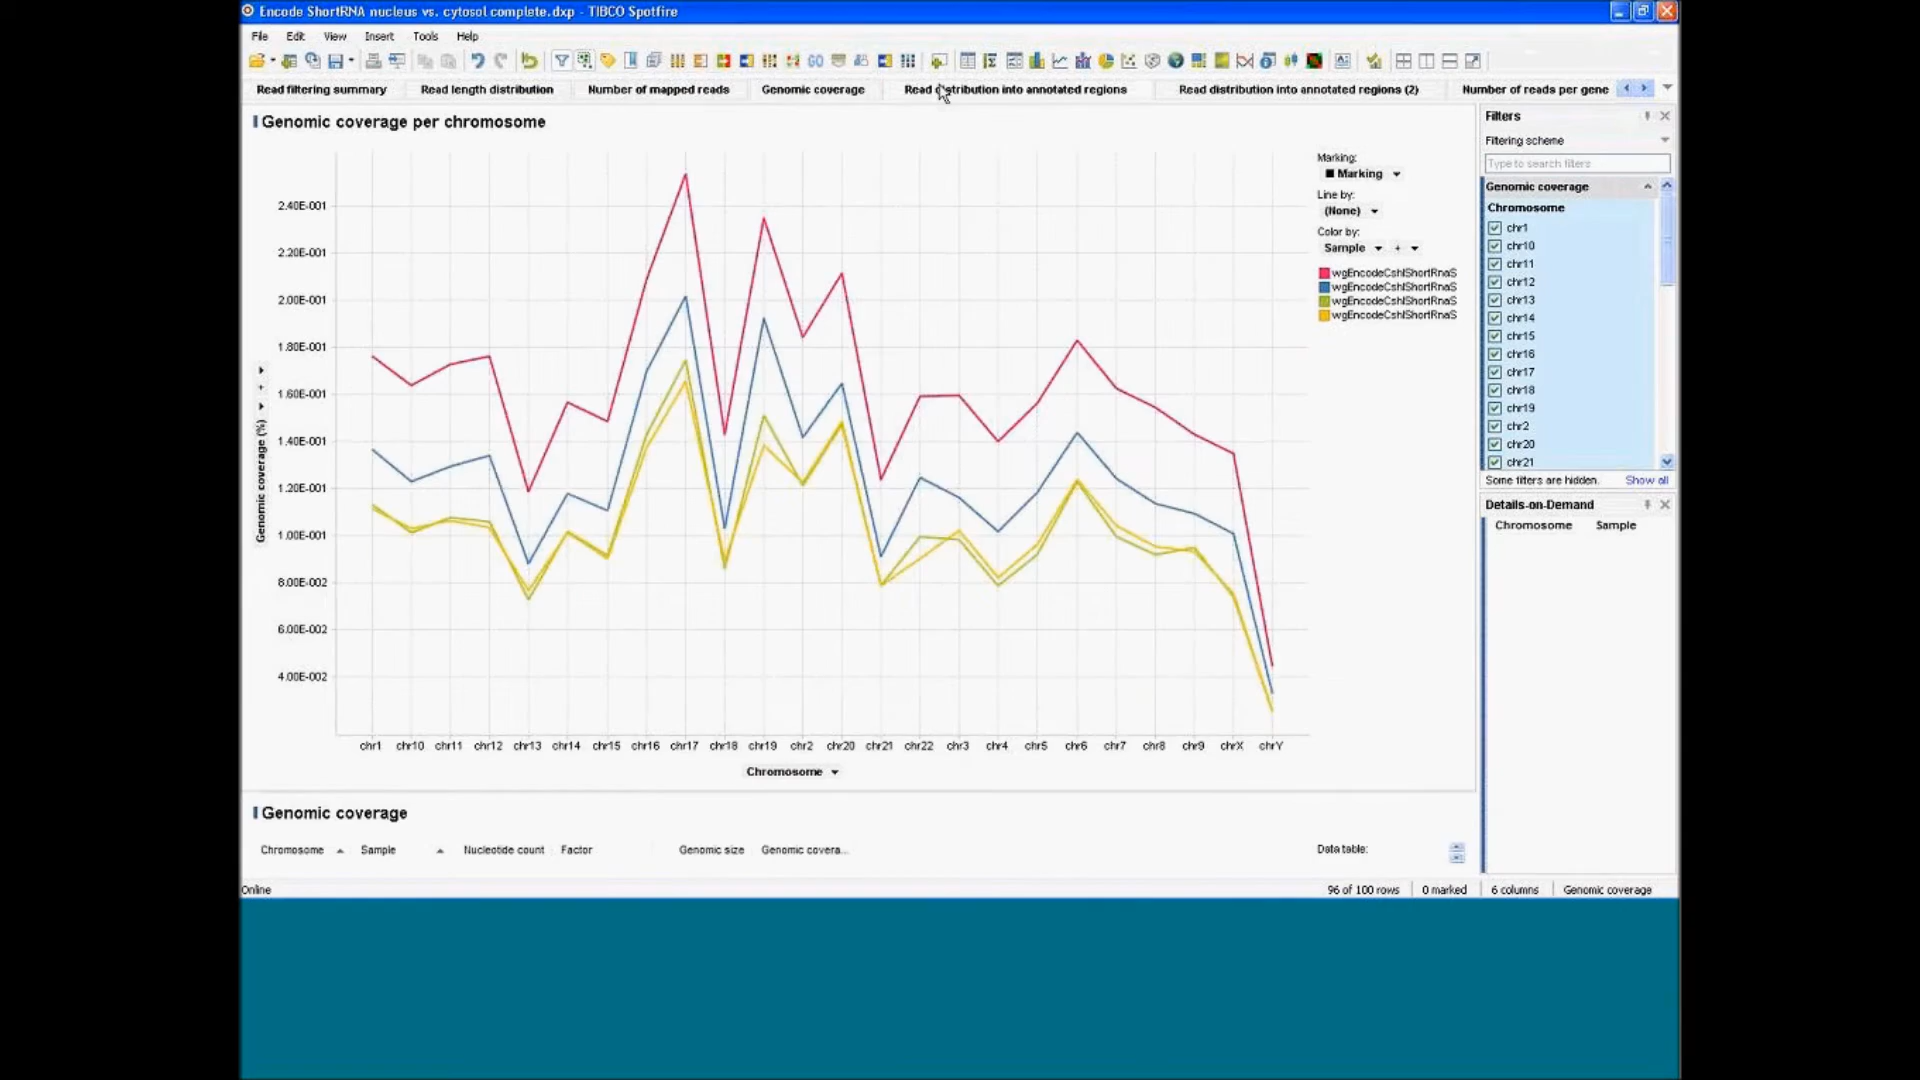 Encode ShortRNA nucleus vs. cytosol complete.dxp - TIBCO Spotfire
File Edit View Insert Tools Help
Read filtering summary Read length distribution Number of mapped reads Genomic coverage Read distribution into annotated regions Read distribution into annotated regions (2) Number of reads per gene
Genomic coverage per chromosome
Marking:
Marking
Line by:
(None)
Color by:
Sample +
wgEncodeCshlShortRnaS
wgEncodeCshlShortRnaS
wgEncodeCshlShortRnaS
wgEncodeCshlShortRnaS
2.40E-001
2.20E-001
2.00E-001
1.80E-001
1.60E-001
1.40E-001
1.20E-001
1.00E-001
8.00E-002
6.00E-002
4.00E-002
Genomic coverage (%)
chr1 chr10 chr11 chr12 chr13 chr14 chr15 chr16 chr17 chr18 chr19 chr2 chr20 chr21 chr22 chr3 chr4 chr5 chr6 chr7 chr8 chr9 chrX chrY
Chromosome
Genomic coverage
Chromosome Sample Nucleotide count Factor Genomic size Genomic covera...
Data table:
Filters
Filtering scheme
Type to search filters
Genomic coverage
Chromosome
chr1
chr10
chr11
chr12
chr13
chr14
chr15
chr16
chr17
chr18
chr19
chr2
chr20
chr21
Some filters are hidden. Show all
Details-on-Demand
Chromosome Sample
Online 96 of 100 rows 0 marked 6 columns Genomic coverage